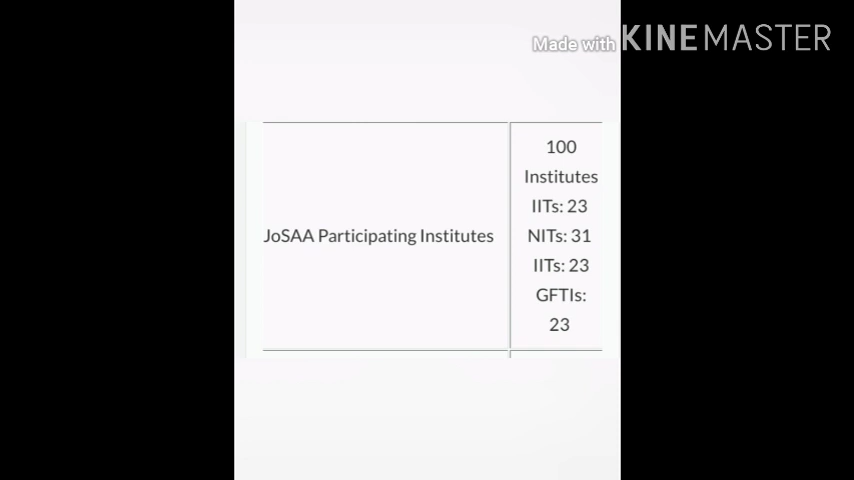 Made with KINEMASTER
100
Institutes
IITs: 23
JoSAA Participating Institutes
NITs: 31
IITs: 23
GFTIs:
23